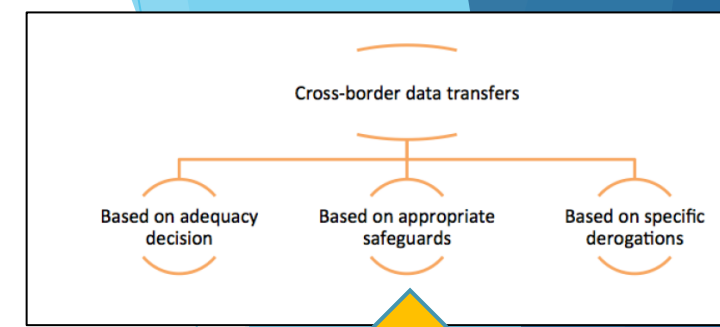 Cross-border data transfers
Based on adequacy
decision
Based on appropriate
safeguards
Based on specific
derogations